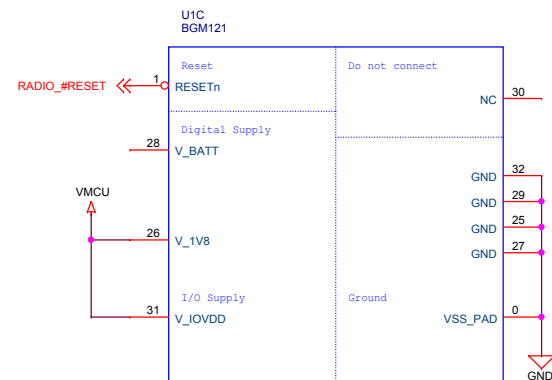 U1C
BGM121
Reset
Do not connect
RADIO_#RESET
1
RESETn
NC
30
Digital Supply
28
V_BATT
GND
32
VMCU
GND
29
GND
25
26
V_1V8
GND
27
I/O Supply
Ground
31
V_IOVDD
VSS_PAD
0
GND